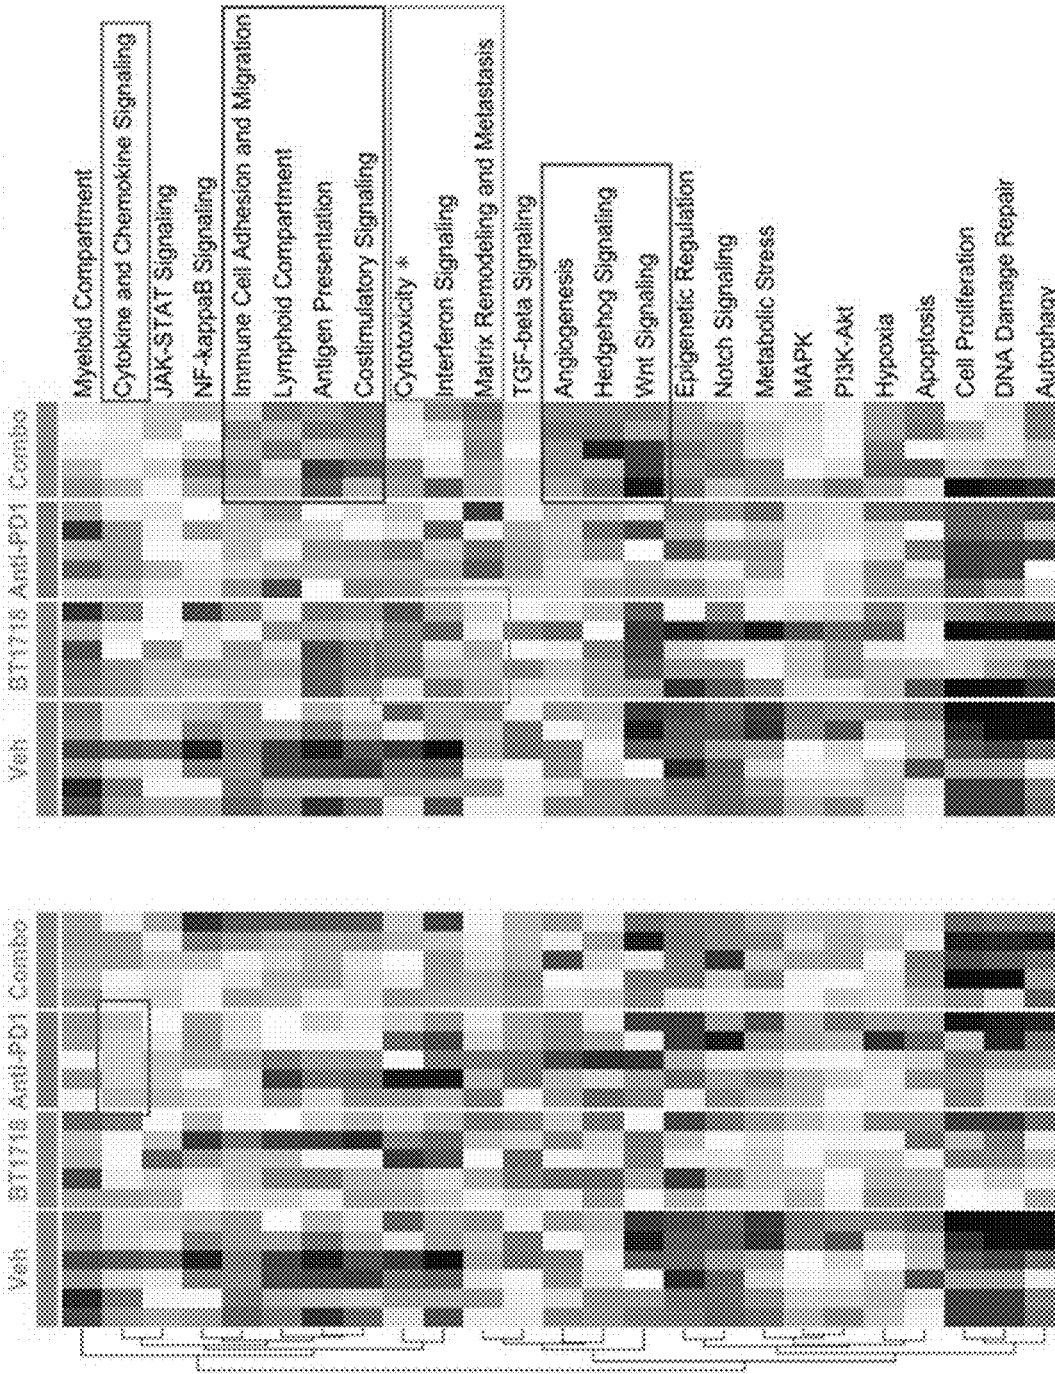 Veh BT1718 Anti-PD1 Combo
Veh BT1718 Anti-PD1 Combo
Myeloid Compartment
Cytokine and Chemokine Signaling
JAK-STAT Signaling
NF-kappaB Signaling
Immune Cell Adhesion and Migration
Lymphoid Compartment
Antigen Presentation
Costimulatory Signaling
Cytotoxicity *
Interferon Signaling
Matrix Remodeling and Metastasis
TGF-beta Signaling
Angiogenesis
Hedgehog Signaling
Wnt Signaling
Epigenetic Regulation
Notch Signaling
Metabolic Stress
MAPK
PI3K-Akt
Hypoxia
Apoptosis
Cell Proliferation
DNA Damage Repair
Autophagy